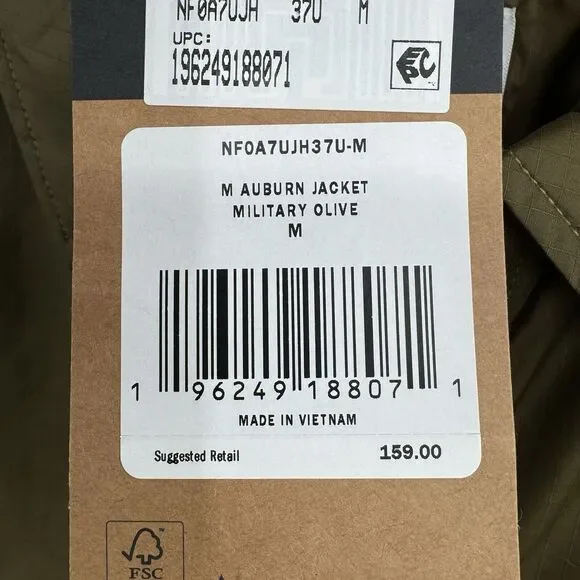 NF0A7UJH 37U M
UPC:
196249188071
EPC
NF0A7UJH37U-M
M AUBURN JACKET
MILITARY OLIVE
M
1 96249 18807 1
MADE IN VIETNAM
Suggested Retail 159.00
FSC